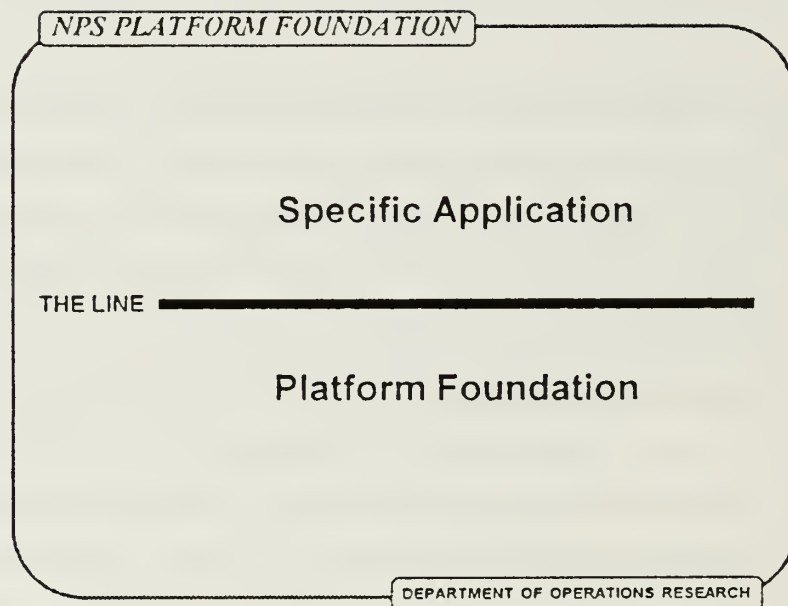 NPS PLATFORM FOUNDATION
Specific Application
THE LINE
Platform Foundation
DEPARTMENT OF OPERATIONS RESEARCH